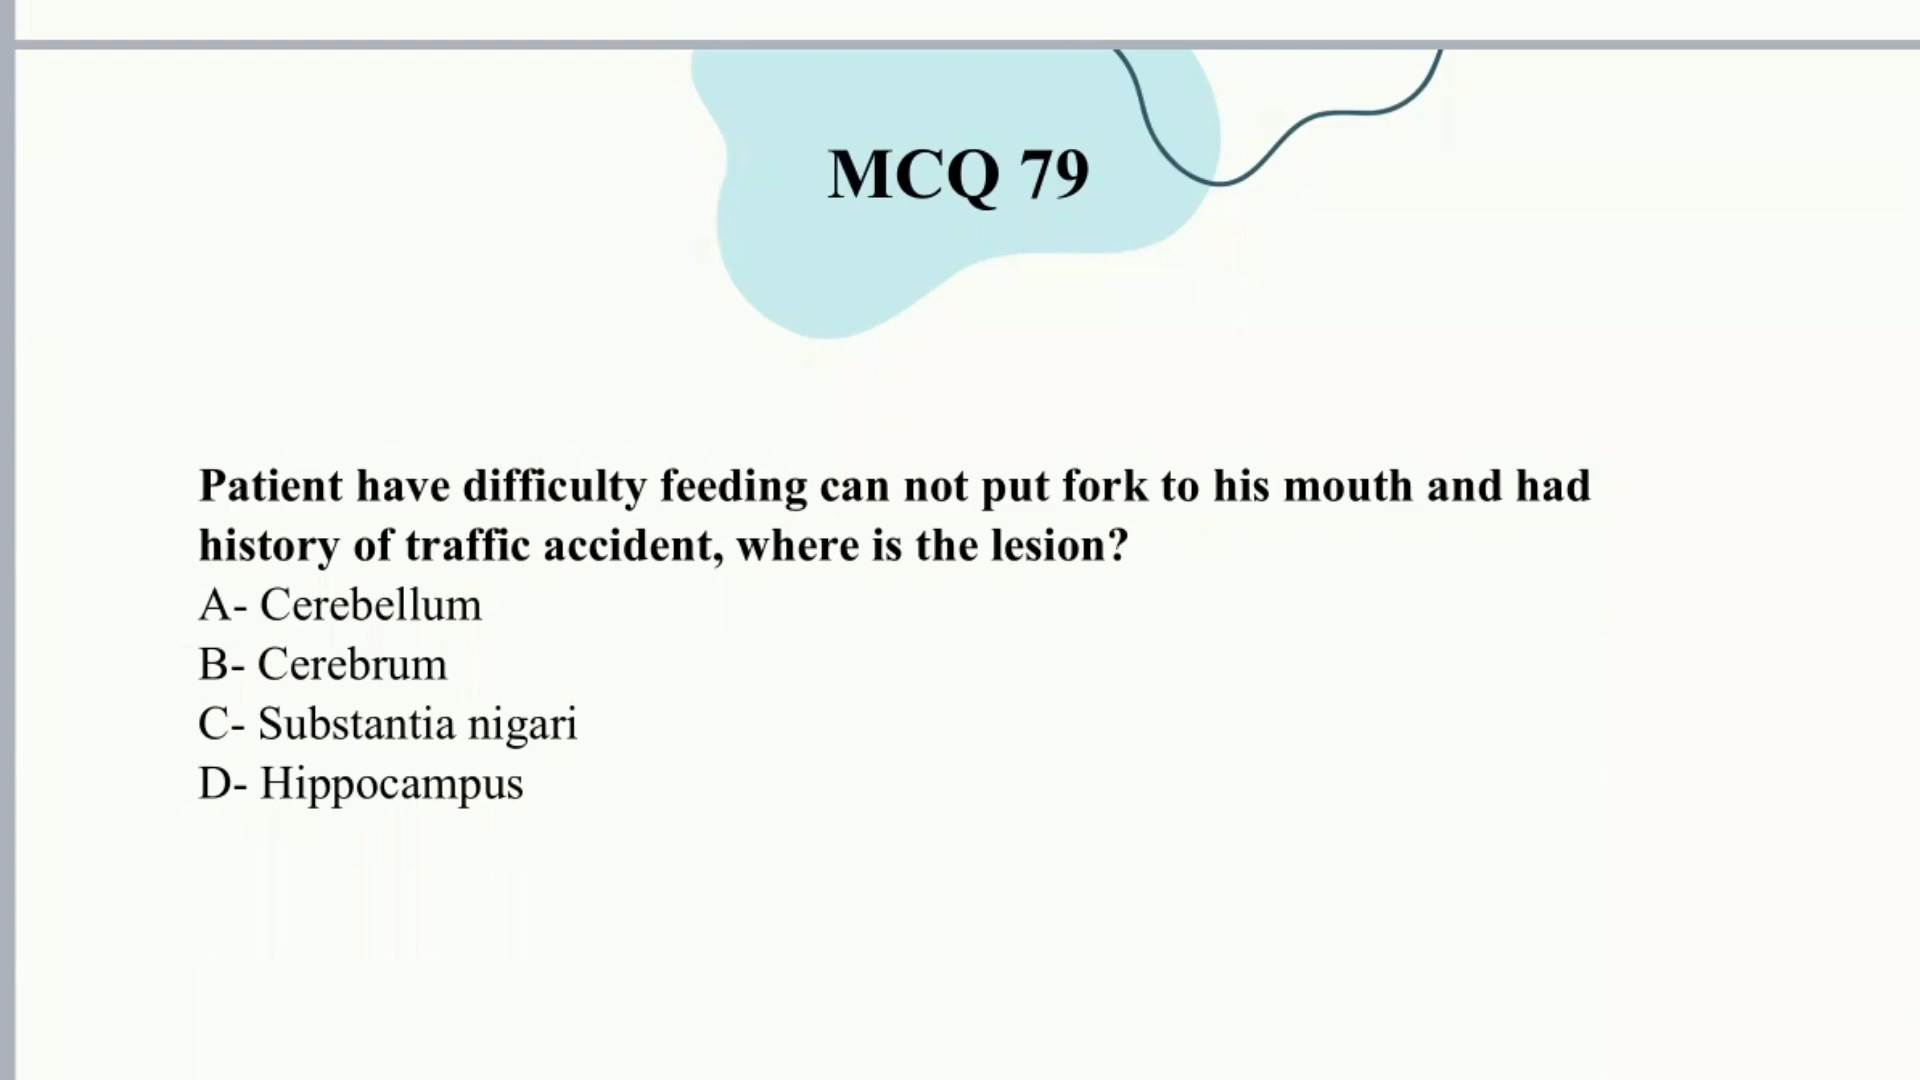 MCQ 79
Patient have difficulty feeding can not put fork to his mouth and had
history of traffic accident, where is the lesion?
A- Cerebellum
B- Cerebrum
C- Substantia nigari
D- Hippocampus